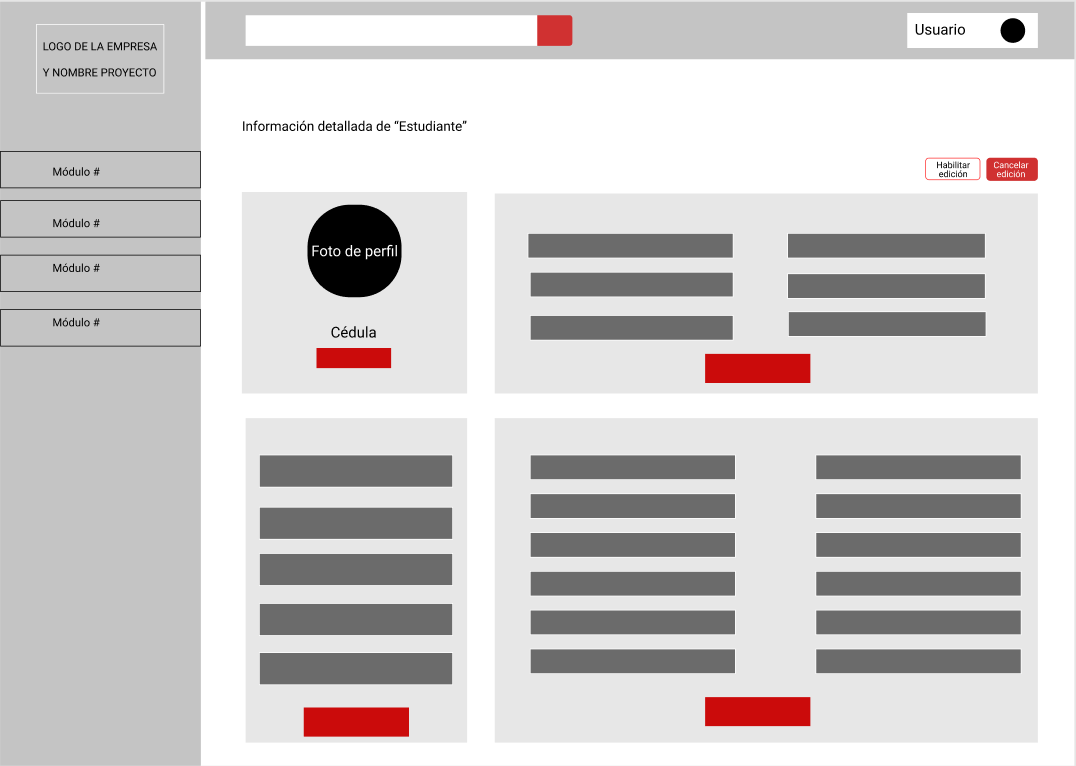 LOGO DE LA EMPRESA
Y NOMBRE PROYECTO
Usuario
Información detallada de “Estudiante”
Habilitar
edición
Cancelar
edición
Módulo #
Módulo #
Módulo #
Módulo #
Foto de perfil
Cédula